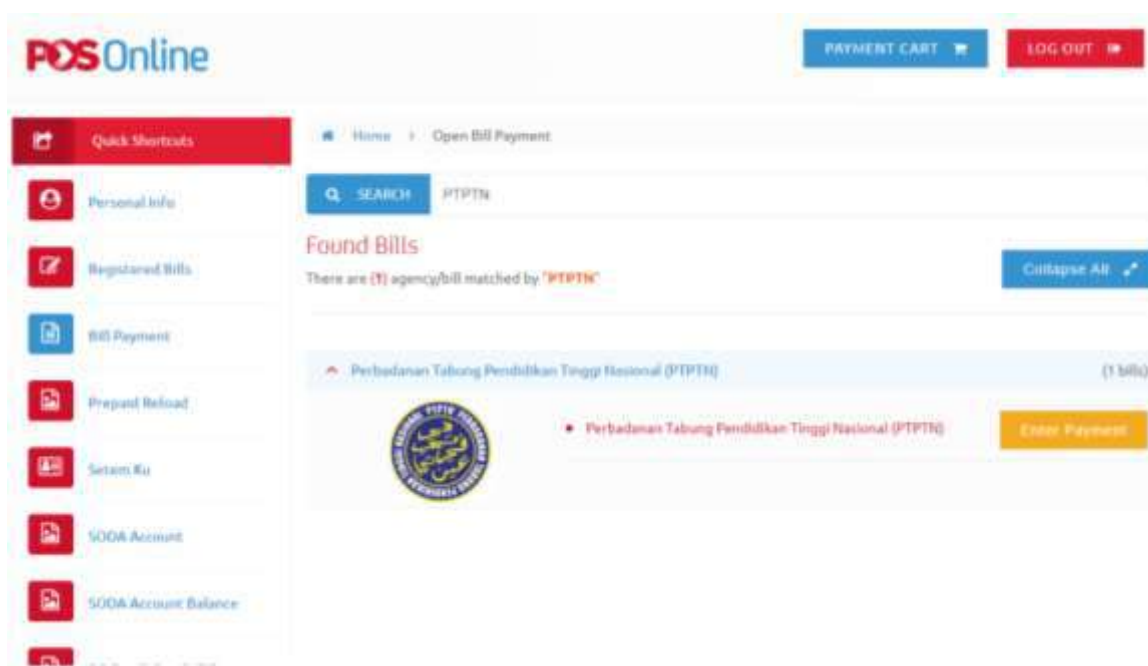 POS Online
PAYMENT CART
LOG OUT
Quick Shortcuts
Personal Info
Registered Bills
Bill Payment
Prepaid Reload
Setem Ku
SODA Account
SODA Account Balance
Home > Open Bill Payment
SEARCH PTPTN
Found Bills
There are (1) agency/bill matched by "PTPTN"
Collapse All
Perbadanan Tabung Pendidikan Tinggi Nasional (PTPTN) (1 bills)
• Perbadanan Tabung Pendidikan Tinggi Nasional (PTPTN)
Enter Payment